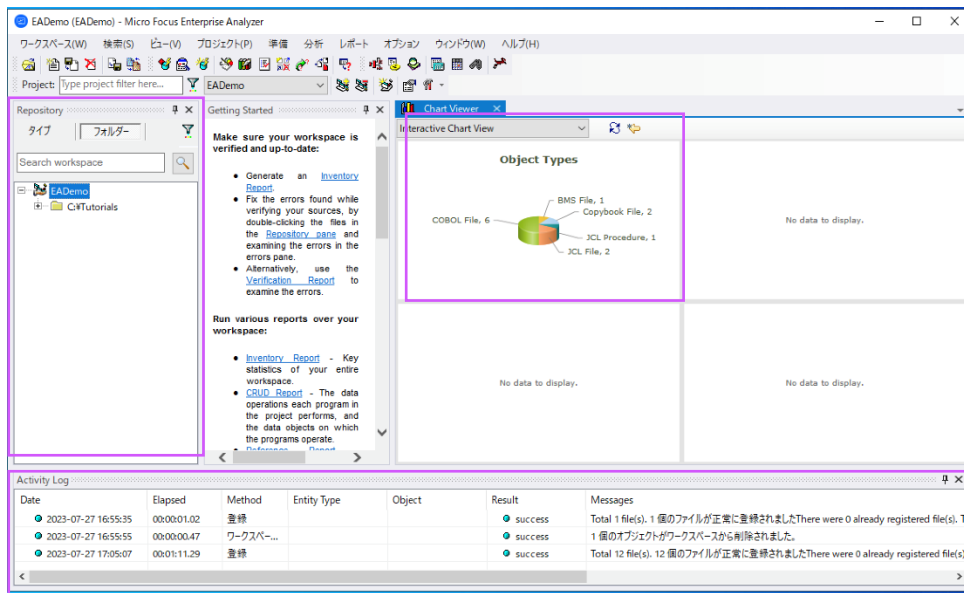 EADemo (EADemo) - Micro Focus Enterprise Analyzer
ワークスペース(W) 検索(S) ビュー(V) プロジェクト(P) 準備 分析 レポート オプション ウィンドウ(W) ヘルプ(H)
Project: Type project filter here... EADemo
Repository
タイプ フォルダー
Search workspace
EADemo
C:¥Tutorials
Getting Started
Make sure your workspace is
verified and up-to-date:
Generate an Inventory
Report.
Fix the errors found while
verifying your sources, by
double-clicking the files in
the Repository pane and
examining the errors in the
errors pane.
Alternatively, use the
Verification Report to
examine the errors.
Run various reports over your
workspace:
Inventory Report - Key
statistics of your entire
workspace.
CRUD Report - The data
operations each program in
the project performs, and
the data objects on which
the programs operate.
Reference Report
Chart Viewer
Interactive Chart View
Object Types
BMS File, 1
Copybook File, 2
COBOL File, 6
JCL Procedure, 1
JCL File, 2
No data to display.
No data to display.
No data to display.
Activity Log
Date Elapsed Method Entity Type Object Result Messages
2023-07-27 16:55:35 00:00:01.02 登録 success Total 1 file(s). 1 個のファイルが正常に登録されましたThere were 0 already registered file(s). T
2023-07-27 16:55:55 00:00:00.47 ワークスペー... success 1 個のオブジェクトがワークスペースから削除されました。
2023-07-27 17:05:07 00:01:11.29 登録 success Total 12 file(s). 12 個のファイルが正常に登録されましたThere were 0 already registered file(s)